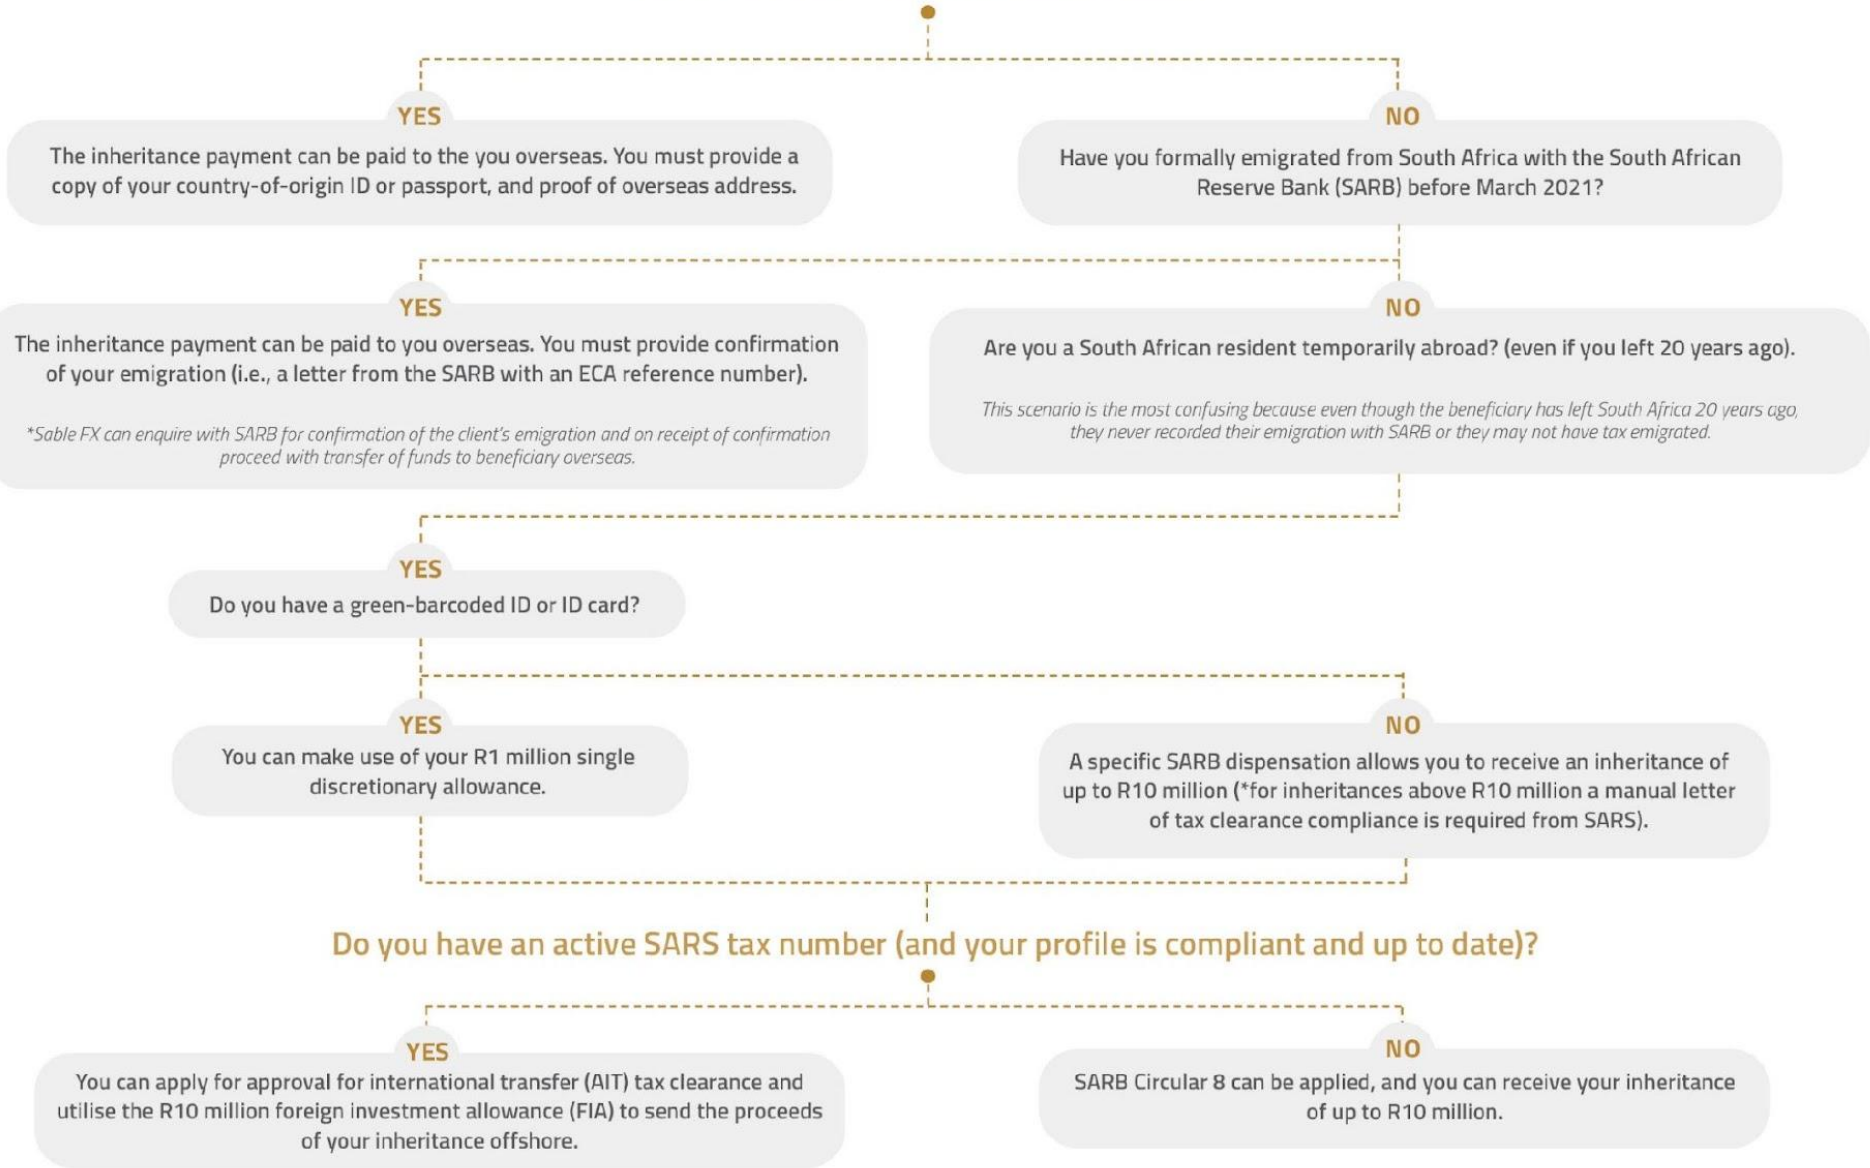 YES
The inheritance payment can be paid to the you overseas. You must provide a
copy of your country-of-origin ID or passport, and proof of overseas address.
NO
Have you formally emigrated from South Africa with the South African
Reserve Bank (SARB) before March 2021?
YES
The inheritance payment can be paid to you overseas. You must provide confirmation
of your emigration (i.e., a letter from the SARB with an ECA reference number).
*Sable FX can enquire with SARB for confirmation of the client's emigration and on receipt of confirmation
proceed with transfer of funds to beneficiary overseas.
NO
Are you a South African resident temporarily abroad? (even if you left 20 years ago).
This scenario is the most confusing because even though the beneficiary has left South Africa 20 years ago,
they never recorded their emigration with SARB or they may not have tax emigrated.
YES
Do you have a green-barcoded ID or ID card?
YES
You can make use of your R1 million single
discretionary allowance.
NO
A specific SARB dispensation allows you to receive an inheritance of
up to R10 million (*for inheritances above R10 million a manual letter
of tax clearance compliance is required from SARS).
Do you have an active SARS tax number (and your profile is compliant and up to date)?
YES
You can apply for approval for international transfer (AIT) tax clearance and
utilise the R10 million foreign investment allowance (FIA) to send the proceeds
of your inheritance offshore.
NO
SARB Circular 8 can be applied, and you can receive your inheritance
of up to R10 million.